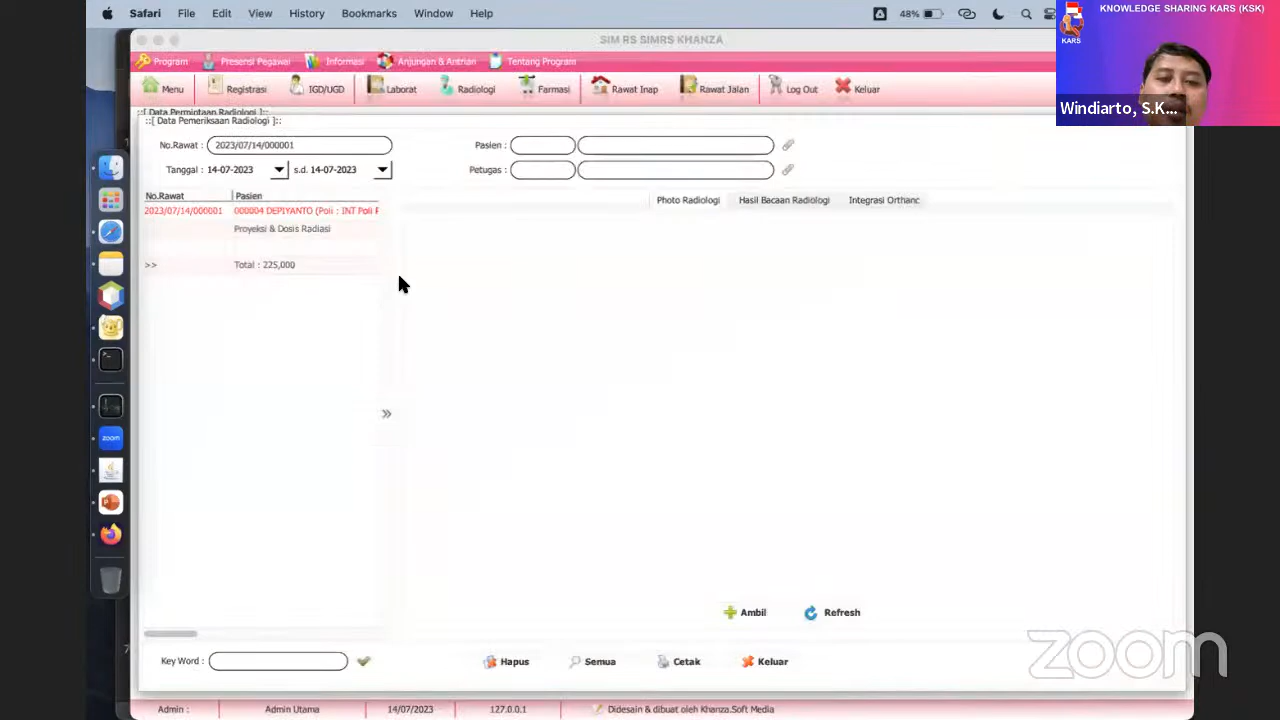 Safari File Edit View History Bookmarks Window Help
48%
KNOWLEDGE SHARING KARS (KSK)
KARS
Windiarto, S.K...
SIM RS SIMRS KHANZA
Program Presensi Pegawai Informasi Anjungan & Antrian Tentang Program
Menu Registrasi IGD/UGD Laborat Radiologi Farmasi Rawat Inap Rawat Jalan Log Out Keluar
::[ Data Permintaan Radiologi ]::
::[ Data Pemeriksaan Radiologi ]::
No.Rawat : 2023/07/14/000001 Pasien :
Tanggal : 14-07-2023 s.d. 14-07-2023 Petugas :
No.Rawat Pasien
Photo Radiologi Hasil Bacaan Radiologi Integrasi Orthanc
2023/07/14/000001 000004 DEPIYANTO (Poli : INT Poli
Proyeksi & Dosis Radiasi
>> Total : 225,000
»
Ambil Refresh
Key Word : Hapus Semua Cetak Keluar
zoom
zoom
Admin : Admin Utama 14/07/2023 127.0.0.1 Didesain & dibuat oleh Khanza.Soft Media